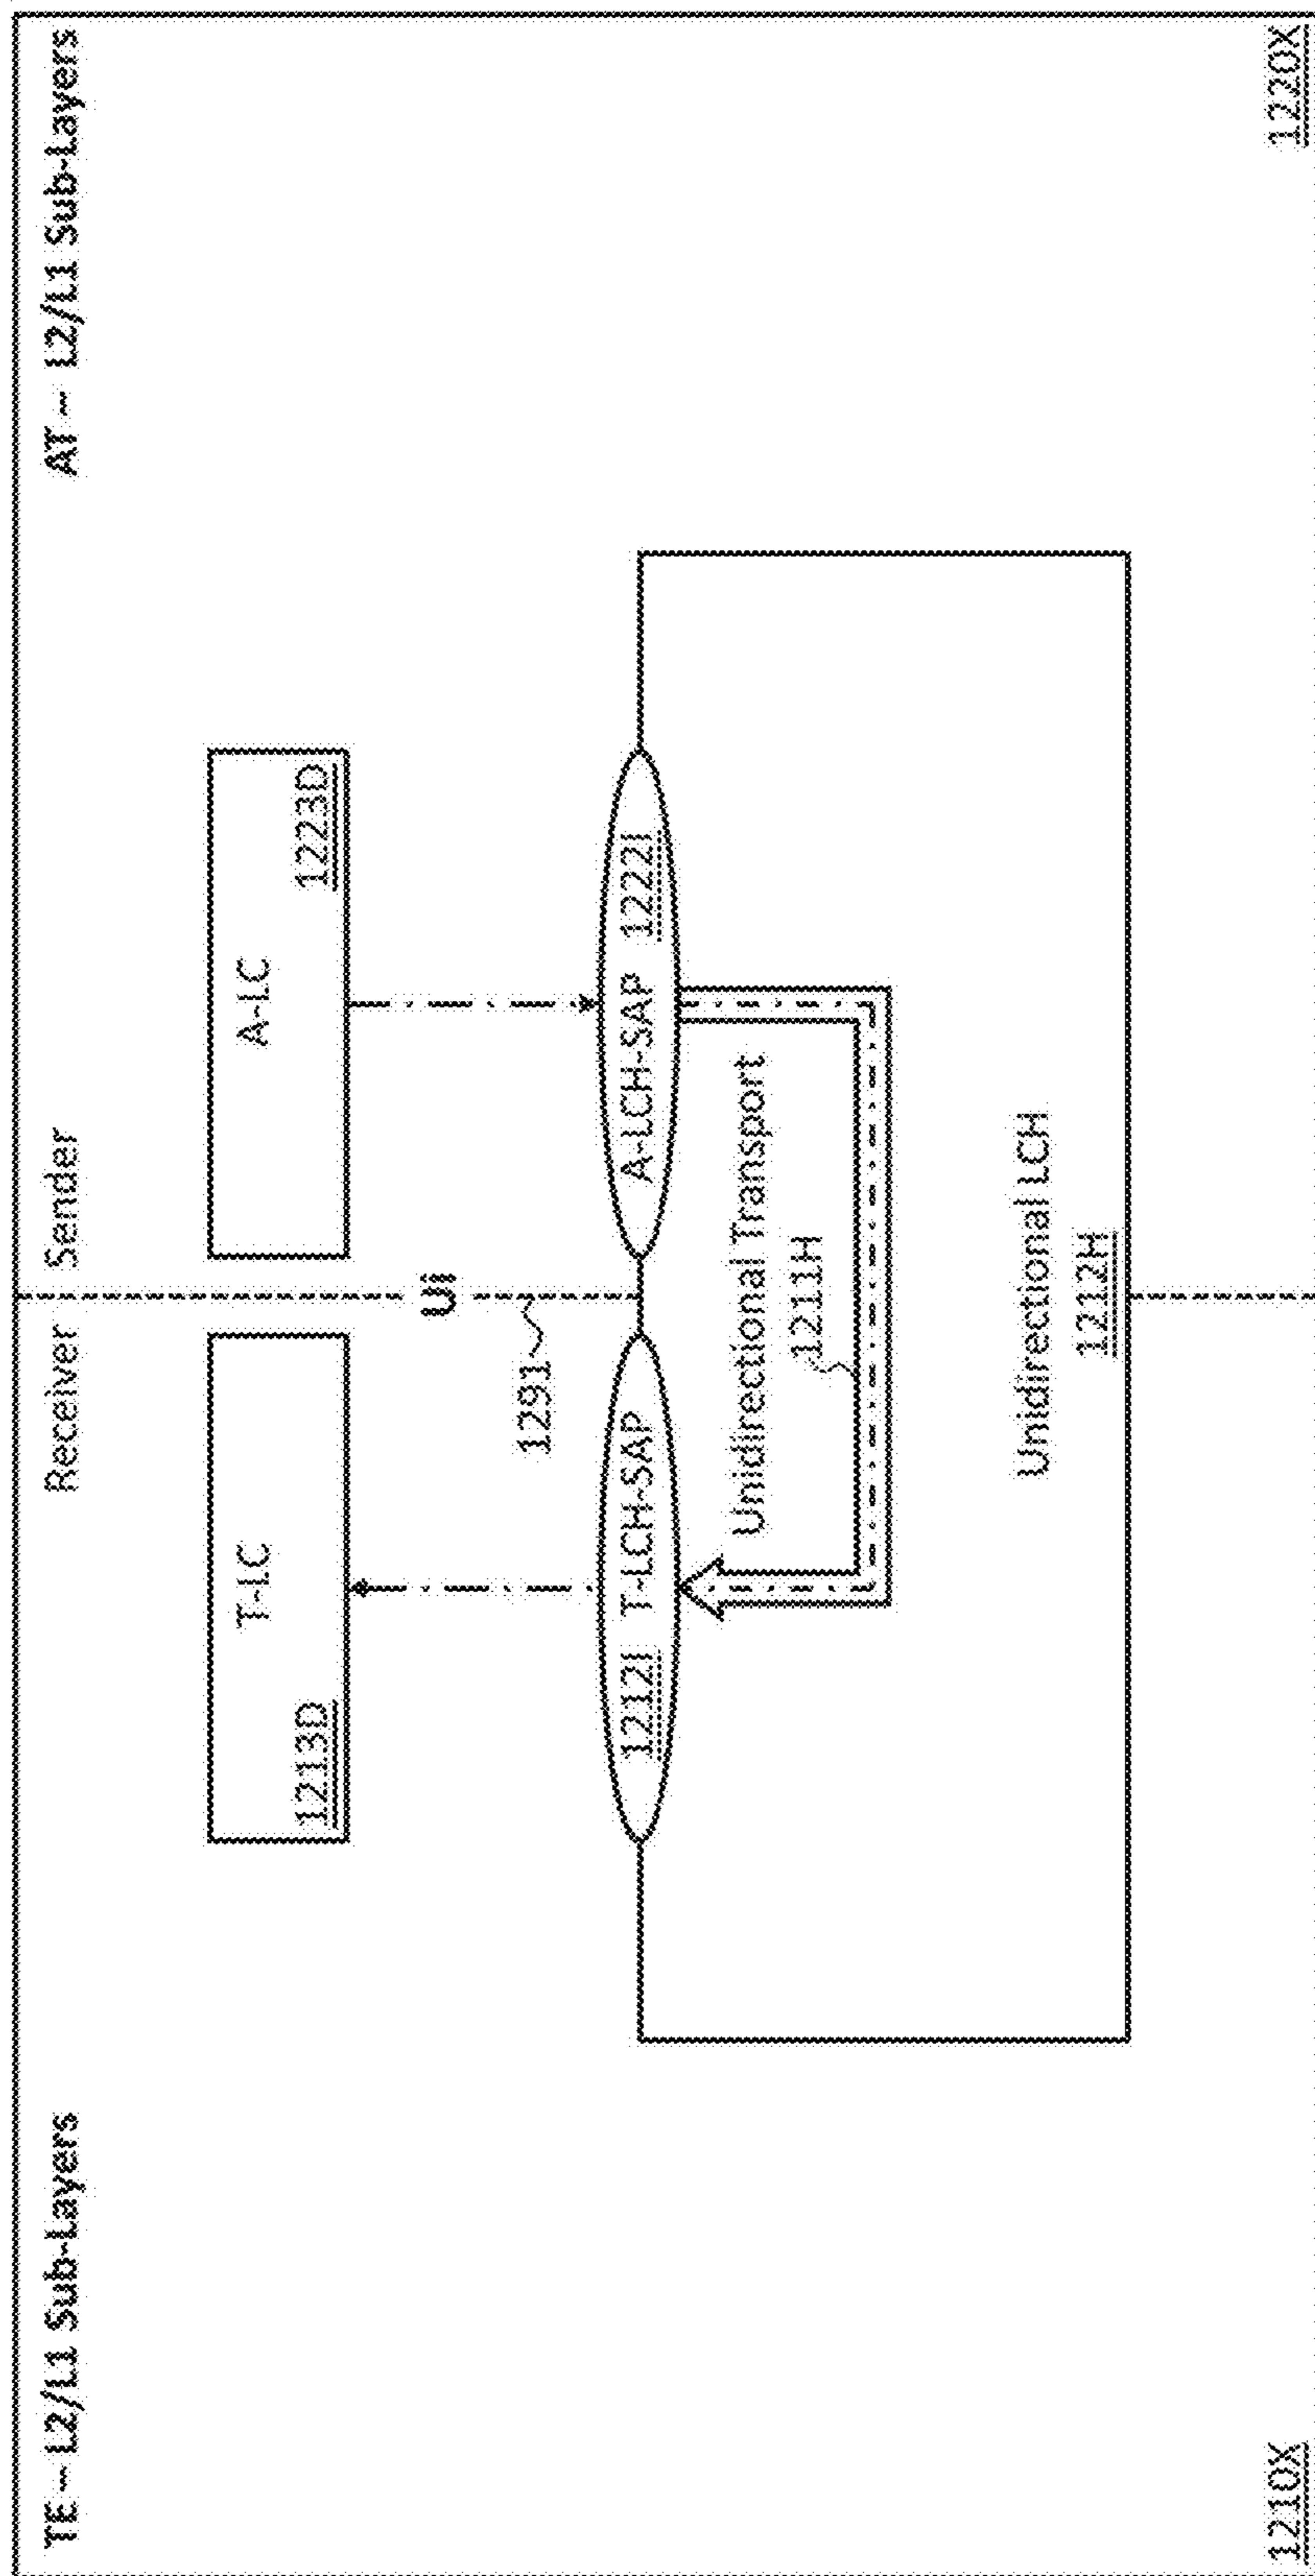 TE – L2/L1 Sub-Layers
Receiver
Sender
AT – L2/L1 Sub-Layers
T-LC
1213D
A-LC
1223D
Ui
1291
1212I T-LCH-SAP
A-LCH-SAP 1222I
Unidirectional Transport
1211H
Unidirectional LCH
1212H
1210X
1220X